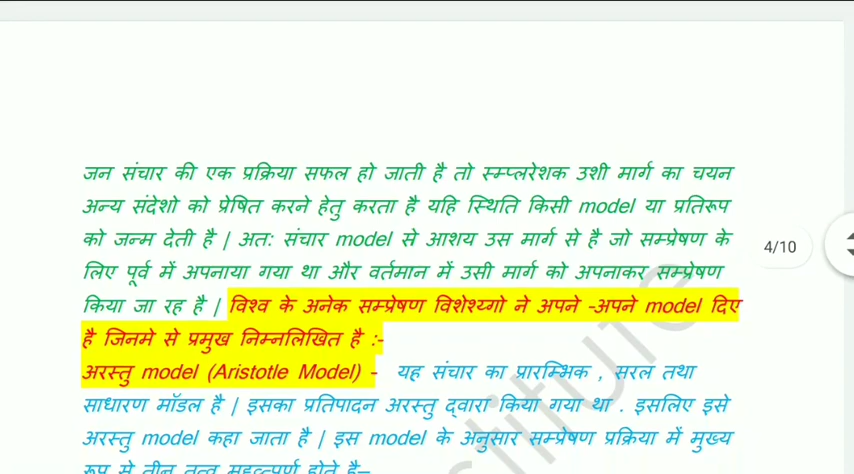 जन संचार की एक प्रक्रिया सफल हो जाती है तो स्म्प्लरेशक उशी मार्ग का चयन
अन्य संदेशो को प्रेषित करने हेतु करता है यहि स्थिति किसी model या प्रतिरूप
को जन्म देती है | अत: संचार model से आशय उस मार्ग से है जो सम्प्रेषण के
लिए पूर्व में अपनाया गया था और वर्तमान में उसी मार्ग को अपनाकर सम्प्रेषण
किया जा रह है | विश्व के अनेक सम्प्रेषण विशेश्य्गो ने अपने -अपने model दिए
है जिनमे से प्रमुख निम्नलिखित है :-
अरस्तु model (Aristotle Model) - यह संचार का प्रारम्भिक , सरल तथा
साधारण मॉडल है | इसका प्रतिपादन अरस्तु द्वारा किया गया था . इसलिए इसे
अरस्तु model कहा जाता है | इस model के अनुसार सम्प्रेषण प्रक्रिया में मुख्य
रूप से तीन तत्व महत्त्पूर्ण होते है–
4/10
stitute